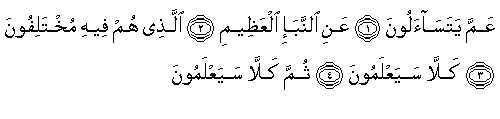 عَمَّ يَتَسَآءَلُونَ ۝١ عَنِ ٱلنَّبَإِ ٱلْعَظِيمِ ۝٢ ٱلَّذِى هُمْ فِيهِ مُخْتَلِفُونَ
۝٣ كَلَّا سَيَعْلَمُونَ ۝٤ ثُمَّ كَلَّا سَيَعْلَمُونَ